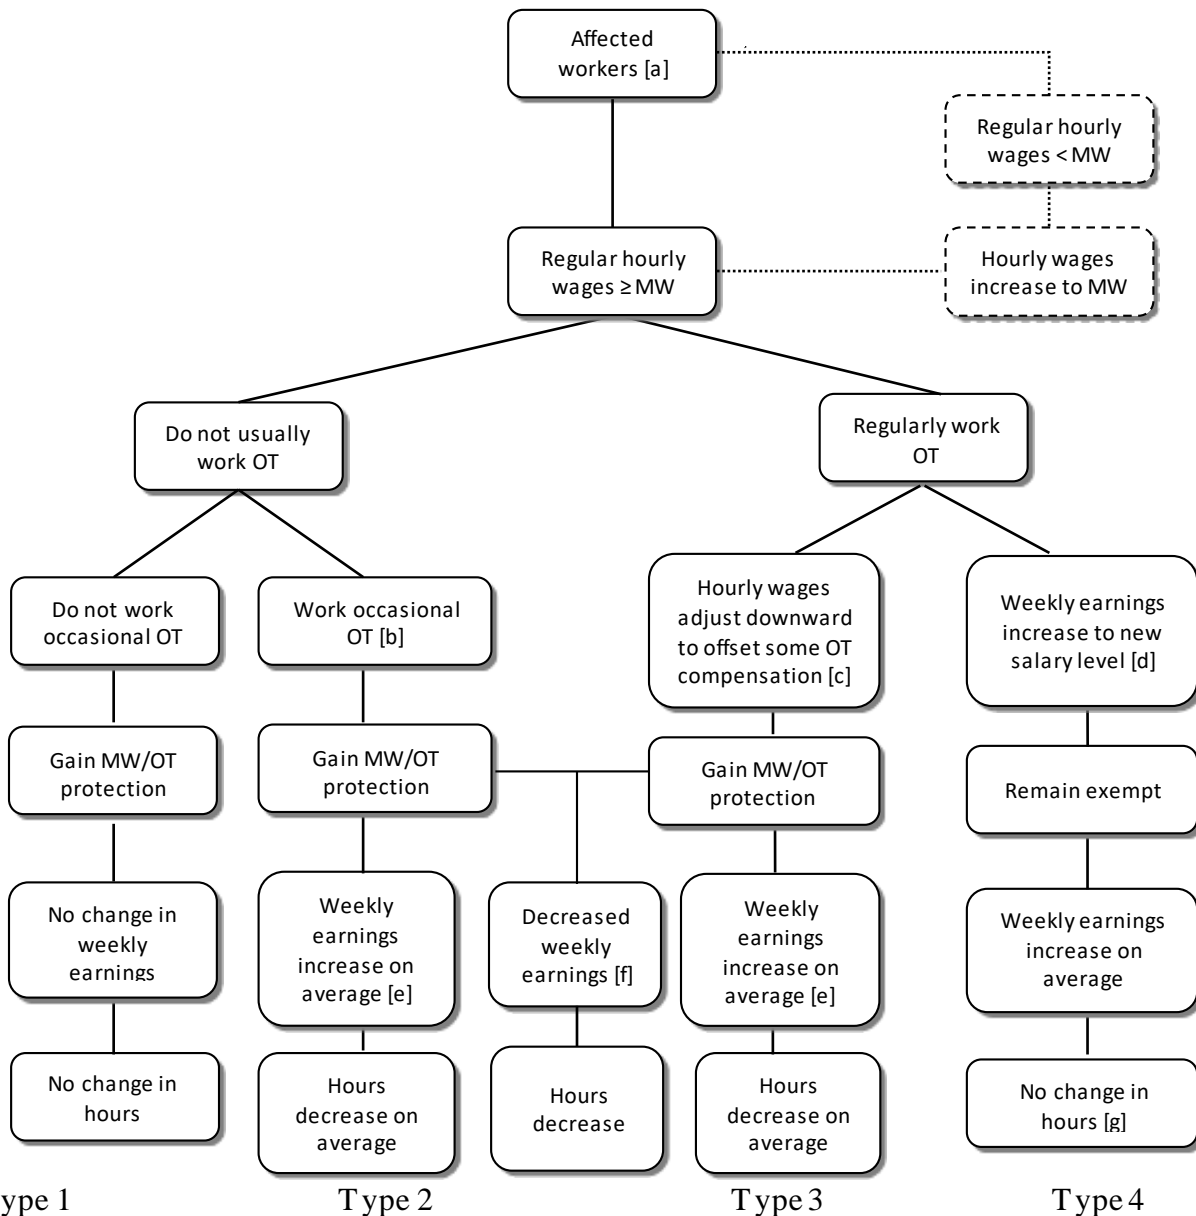 Affected
workers [a]
Regular hourly
wages < MW
Regular hourly
wages ≥ MW
Hourly wages
increase to MW
Do not usually
work OT
Regularly work
OT
Do not work
occasional OT
Work occasional
OT [b]
Hourly wages
adjust downward
to offset some OT
compensation [c]
Weekly earnings
increase to new
salary level [d]
Gain MW/OT
protection
Gain MW/OT
protection
Gain MW/OT
protection
Remain exempt
No change in
weekly
earnings
Weekly
earnings
increase on
average [e]
Decreased
weekly
earnings [f]
Weekly
earnings
increase on
average [e]
Weekly earnings
increase on
average
No change in
hours
Hours
decrease on
average
Hours
decrease
Hours
decrease on
average
No change in
hours [g]
ype 1
Type 2
Type 3
Type 4